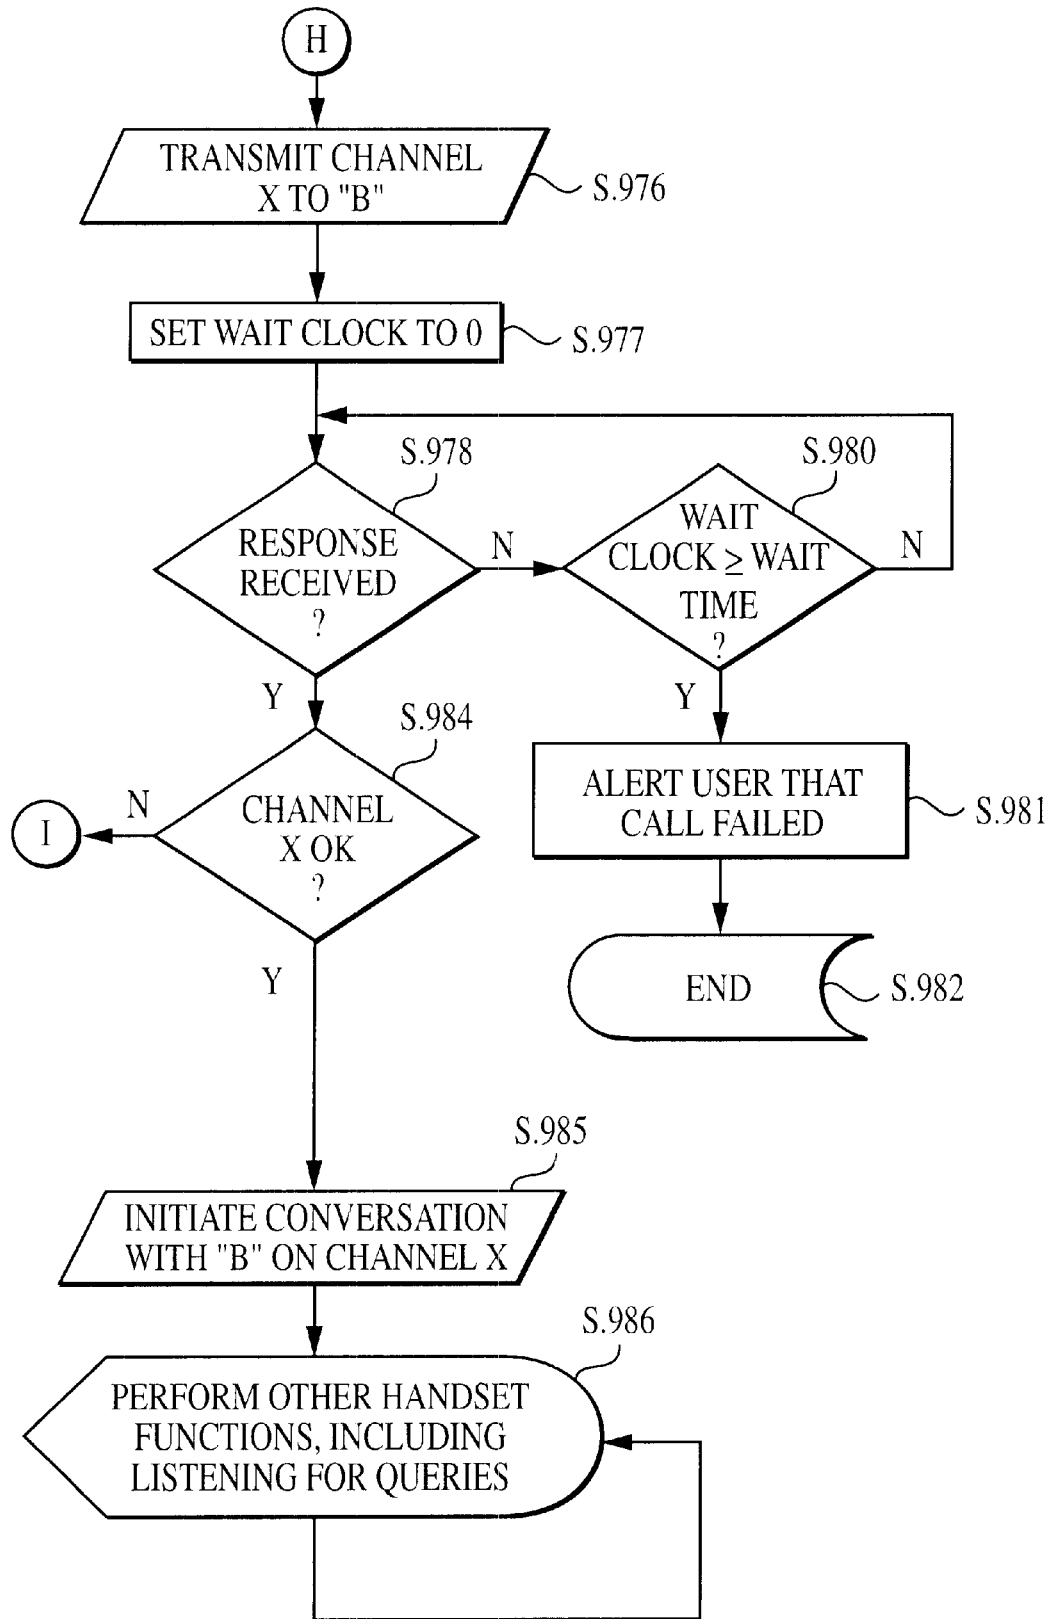 H
TRANSMIT CHANNEL
X TO "B"
S.976
SET WAIT CLOCK TO 0
S.977
S.978
RESPONSE
RECEIVED
?
N
Y
S.980
WAIT
CLOCK ≥ WAIT
TIME
?
N
Y
S.984
CHANNEL
X OK
?
N
I
Y
ALERT USER THAT
CALL FAILED
S.981
END
S.982
S.985
INITIATE CONVERSATION
WITH "B" ON CHANNEL X
S.986
PERFORM OTHER HANDSET
FUNCTIONS, INCLUDING
LISTENING FOR QUERIES